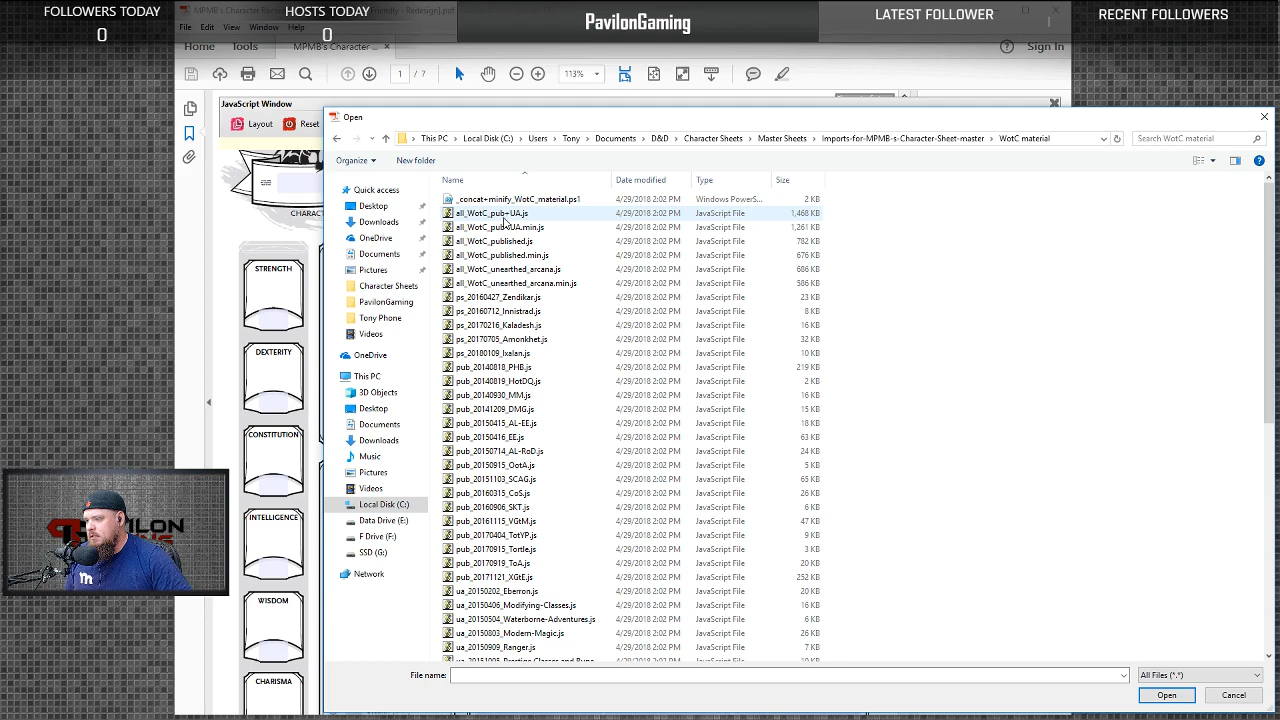 FOLLOWERS TODAY
0
HOSTS TODAY
0
PavilonGaming
LATEST FOLLOWER
RECENT FOLLOWERS
MPMB's Character
Friendly - Redesign].pdf
File Edit View Window Help
Home Tools MPMB's Character ... ×
Sign In
1 / 7
113%
JavaScript Window
Layout Reset
Open
This PC > Local Disk (C:) > Users > Tony > Documents > D&D > Character Sheets > Master Sheets > Imports-for-MPMB-s-Character-Sheet-master > WotC material
Search WotC material
Organize New folder
Name Date modified Type Size
_concat+minify_WotC_material.ps1 4/29/2018 2:02 PM Windows PowerS... 2 KB
all_WotC_pub+UA.js 4/29/2018 2:02 PM JavaScript File 1,468 KB
all_WotC_pub+UA.min.js 4/29/2018 2:02 PM JavaScript File 1,261 KB
all_WotC_published.js 4/29/2018 2:02 PM JavaScript File 782 KB
all_WotC_published.min.js 4/29/2018 2:02 PM JavaScript File 676 KB
all_WotC_unearthed_arcana.js 4/29/2018 2:02 PM JavaScript File 686 KB
all_WotC_unearthed_arcana.min.js 4/29/2018 2:02 PM JavaScript File 586 KB
ps_20160427_Zendikar.js 4/29/2018 2:02 PM JavaScript File 23 KB
ps_20160712_Innistrad.js 4/29/2018 2:02 PM JavaScript File 8 KB
ps_20170216_Kaladesh.js 4/29/2018 2:02 PM JavaScript File 16 KB
ps_20170705_Amonkhet.js 4/29/2018 2:02 PM JavaScript File 32 KB
ps_20180109_Ixalan.js 4/29/2018 2:02 PM JavaScript File 10 KB
pub_20140818_PHB.js 4/29/2018 2:02 PM JavaScript File 219 KB
pub_20140819_HotDQ.js 4/29/2018 2:02 PM JavaScript File 2 KB
pub_20140930_MM.js 4/29/2018 2:02 PM JavaScript File 16 KB
pub_20141209_DMG.js 4/29/2018 2:02 PM JavaScript File 15 KB
pub_20150415_AL-EE.js 4/29/2018 2:02 PM JavaScript File 18 KB
pub_20150416_EE.js 4/29/2018 2:02 PM JavaScript File 63 KB
pub_20150714_AL-RoD.js 4/29/2018 2:02 PM JavaScript File 24 KB
pub_20150915_OotA.js 4/29/2018 2:02 PM JavaScript File 5 KB
pub_20151103_SCAG.js 4/29/2018 2:02 PM JavaScript File 65 KB
pub_20160315_CoS.js 4/29/2018 2:02 PM JavaScript File 2 KB
pub_20160906_SKT.js 4/29/2018 2:02 PM JavaScript File 6 KB
pub_20161115_VGtM.js 4/29/2018 2:02 PM JavaScript File 47 KB
pub_20170404_TotYP.js 4/29/2018 2:02 PM JavaScript File 9 KB
pub_20170915_Tortle.js 4/29/2018 2:02 PM JavaScript File 3 KB
pub_20170919_ToA.js 4/29/2018 2:02 PM JavaScript File 20 KB
pub_20171121_XGtE.js 4/29/2018 2:02 PM JavaScript File 252 KB
ua_20150202_Eberron.js 4/29/2018 2:02 PM JavaScript File 20 KB
ua_20150406_Modifying-Classes.js 4/29/2018 2:02 PM JavaScript File 16 KB
ua_20150504_Waterborne-Adventures.js 4/29/2018 2:02 PM JavaScript File 6 KB
ua_20150803_Modern-Magic.js 4/29/2018 2:02 PM JavaScript File 19 KB
ua_20150909_Ranger.js 4/29/2018 2:02 PM JavaScript File 7 KB
Quick access
Desktop
Downloads
OneDrive
Documents
Pictures
Character Sheets
PavilonGaming
Tony Phone
Videos
OneDrive
This PC
3D Objects
Desktop
Documents
Downloads
Music
Pictures
Videos
Local Disk (C:)
Data Drive (E:)
F Drive (F:)
SSD (G:)
Network
File name:
All Files (*.*)
Open
Cancel
STRENGTH
DEXTERITY
CONSTITUTION
INTELLIGENCE
WISDOM
CHARISMA